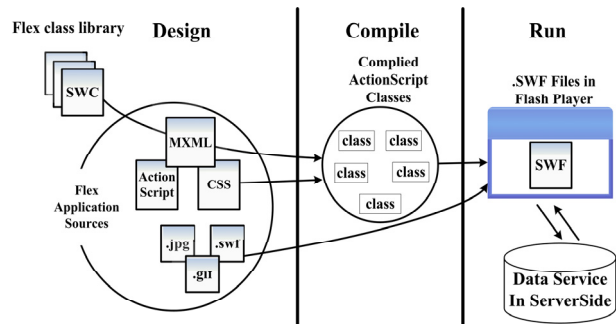 Flex class library
Design
Compile
Run
SWC
MXML
Action
Script
CSS
Flex
Application
Sources
.jpg
.swf
.gif
Complied
ActionScript
Classes
class
class
class
class
class
.SWF Files in
Flash Player
SWF
Data Service
In ServerSide